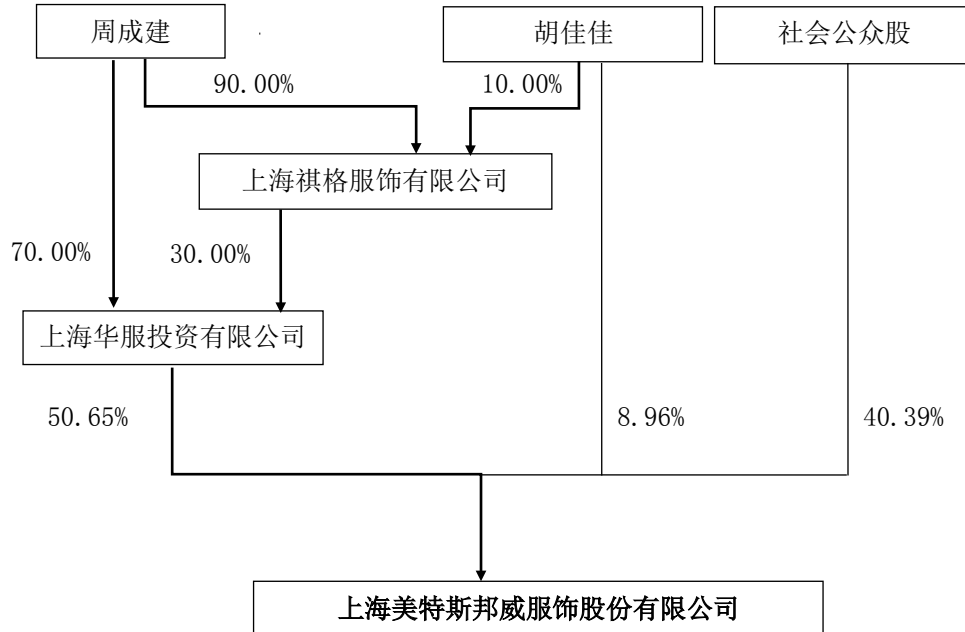 周成建
胡佳佳
社会公众股
90.00%
10.00%
上海祺格服饰有限公司
70.00%
30.00%
上海华服投资有限公司
50.65%
8.96%
40.39%
上海美特斯邦威服饰股份有限公司